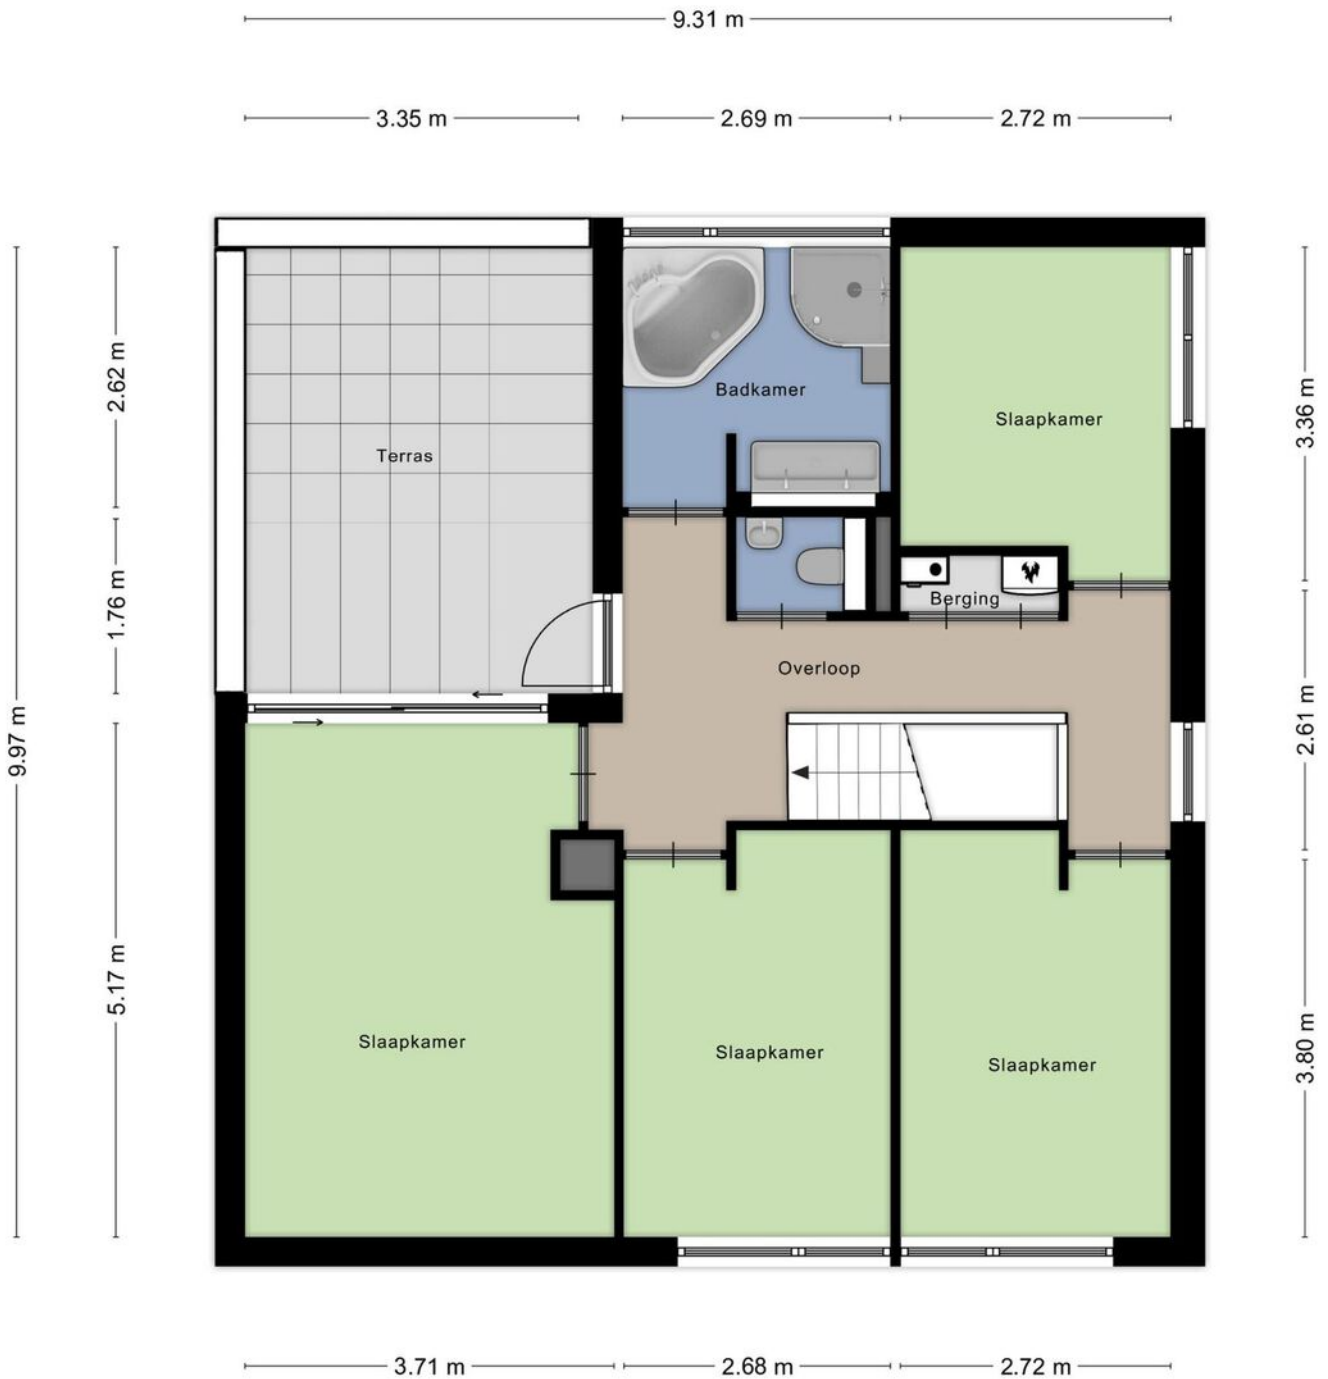 9.31 m
3.35 m
2.69 m
2.72 m
2.62 m
Badkamer
3.36 m
Slaapkamer
Terras
1.76 m
Berging
Overloop
9.97 m
2.61 m
5.17 m
Slaapkamer
Slaapkamer
Slaapkamer
3.80 m
3.71 m
2.68 m
2.72 m